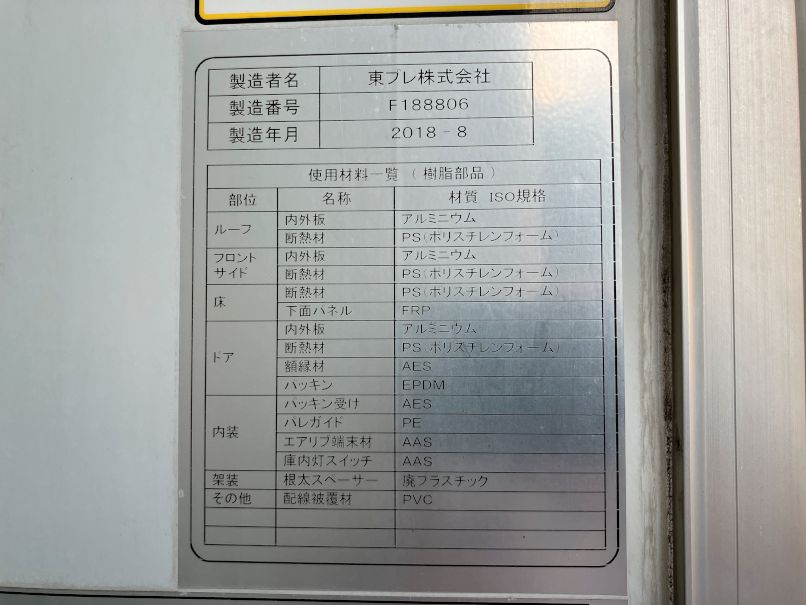 製造者名 東プレ株式会社
製造番号 F188806
製造年月 2018-8
使用材料一覧 (樹脂部品)
部位 名称 材質 ISO規格
ルーフ 内外板 アルミニウム
断熱材 PS(ポリスチレンフォーム)
フロント サイド 内外板 アルミニウム
断熱材 PS(ポリスチレンフォーム)
床 断熱材 PS(ポリスチレンフォーム)
下面パネル FRP
ドア 内外板 アルミニウム
断熱材 PS(ポリスチレンフォーム)
額縁材 AES
パッキン EPDM
内装 パッキン受け AES
パレガイド PE
エアリブ端末材 AAS
庫内灯スイッチ AAS
架装 根太スペーサー 廃プラスチック
その他 配線被覆材 PVC